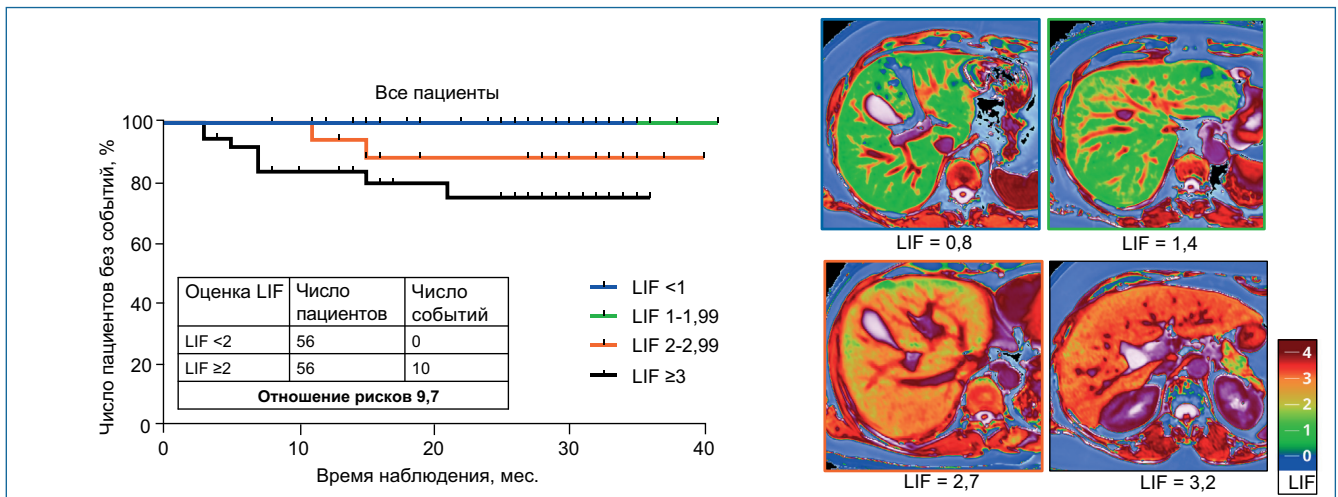 Все пациенты
Число пациентов без событий, %
100
80
60
40
20
0
0 10 20 30 40
Время наблюдения, мес.
Оценка LIF Число пациентов Число событий
LIF <2 56 0
LIF ≥2 56 10
Отношение рисков 9,7
LIF <1
LIF 1-1,99
LIF 2-2,99
LIF ≥3
LIF = 0,8
LIF = 1,4
LIF = 2,7
LIF = 3,2
4
3
2
1
0
LIF